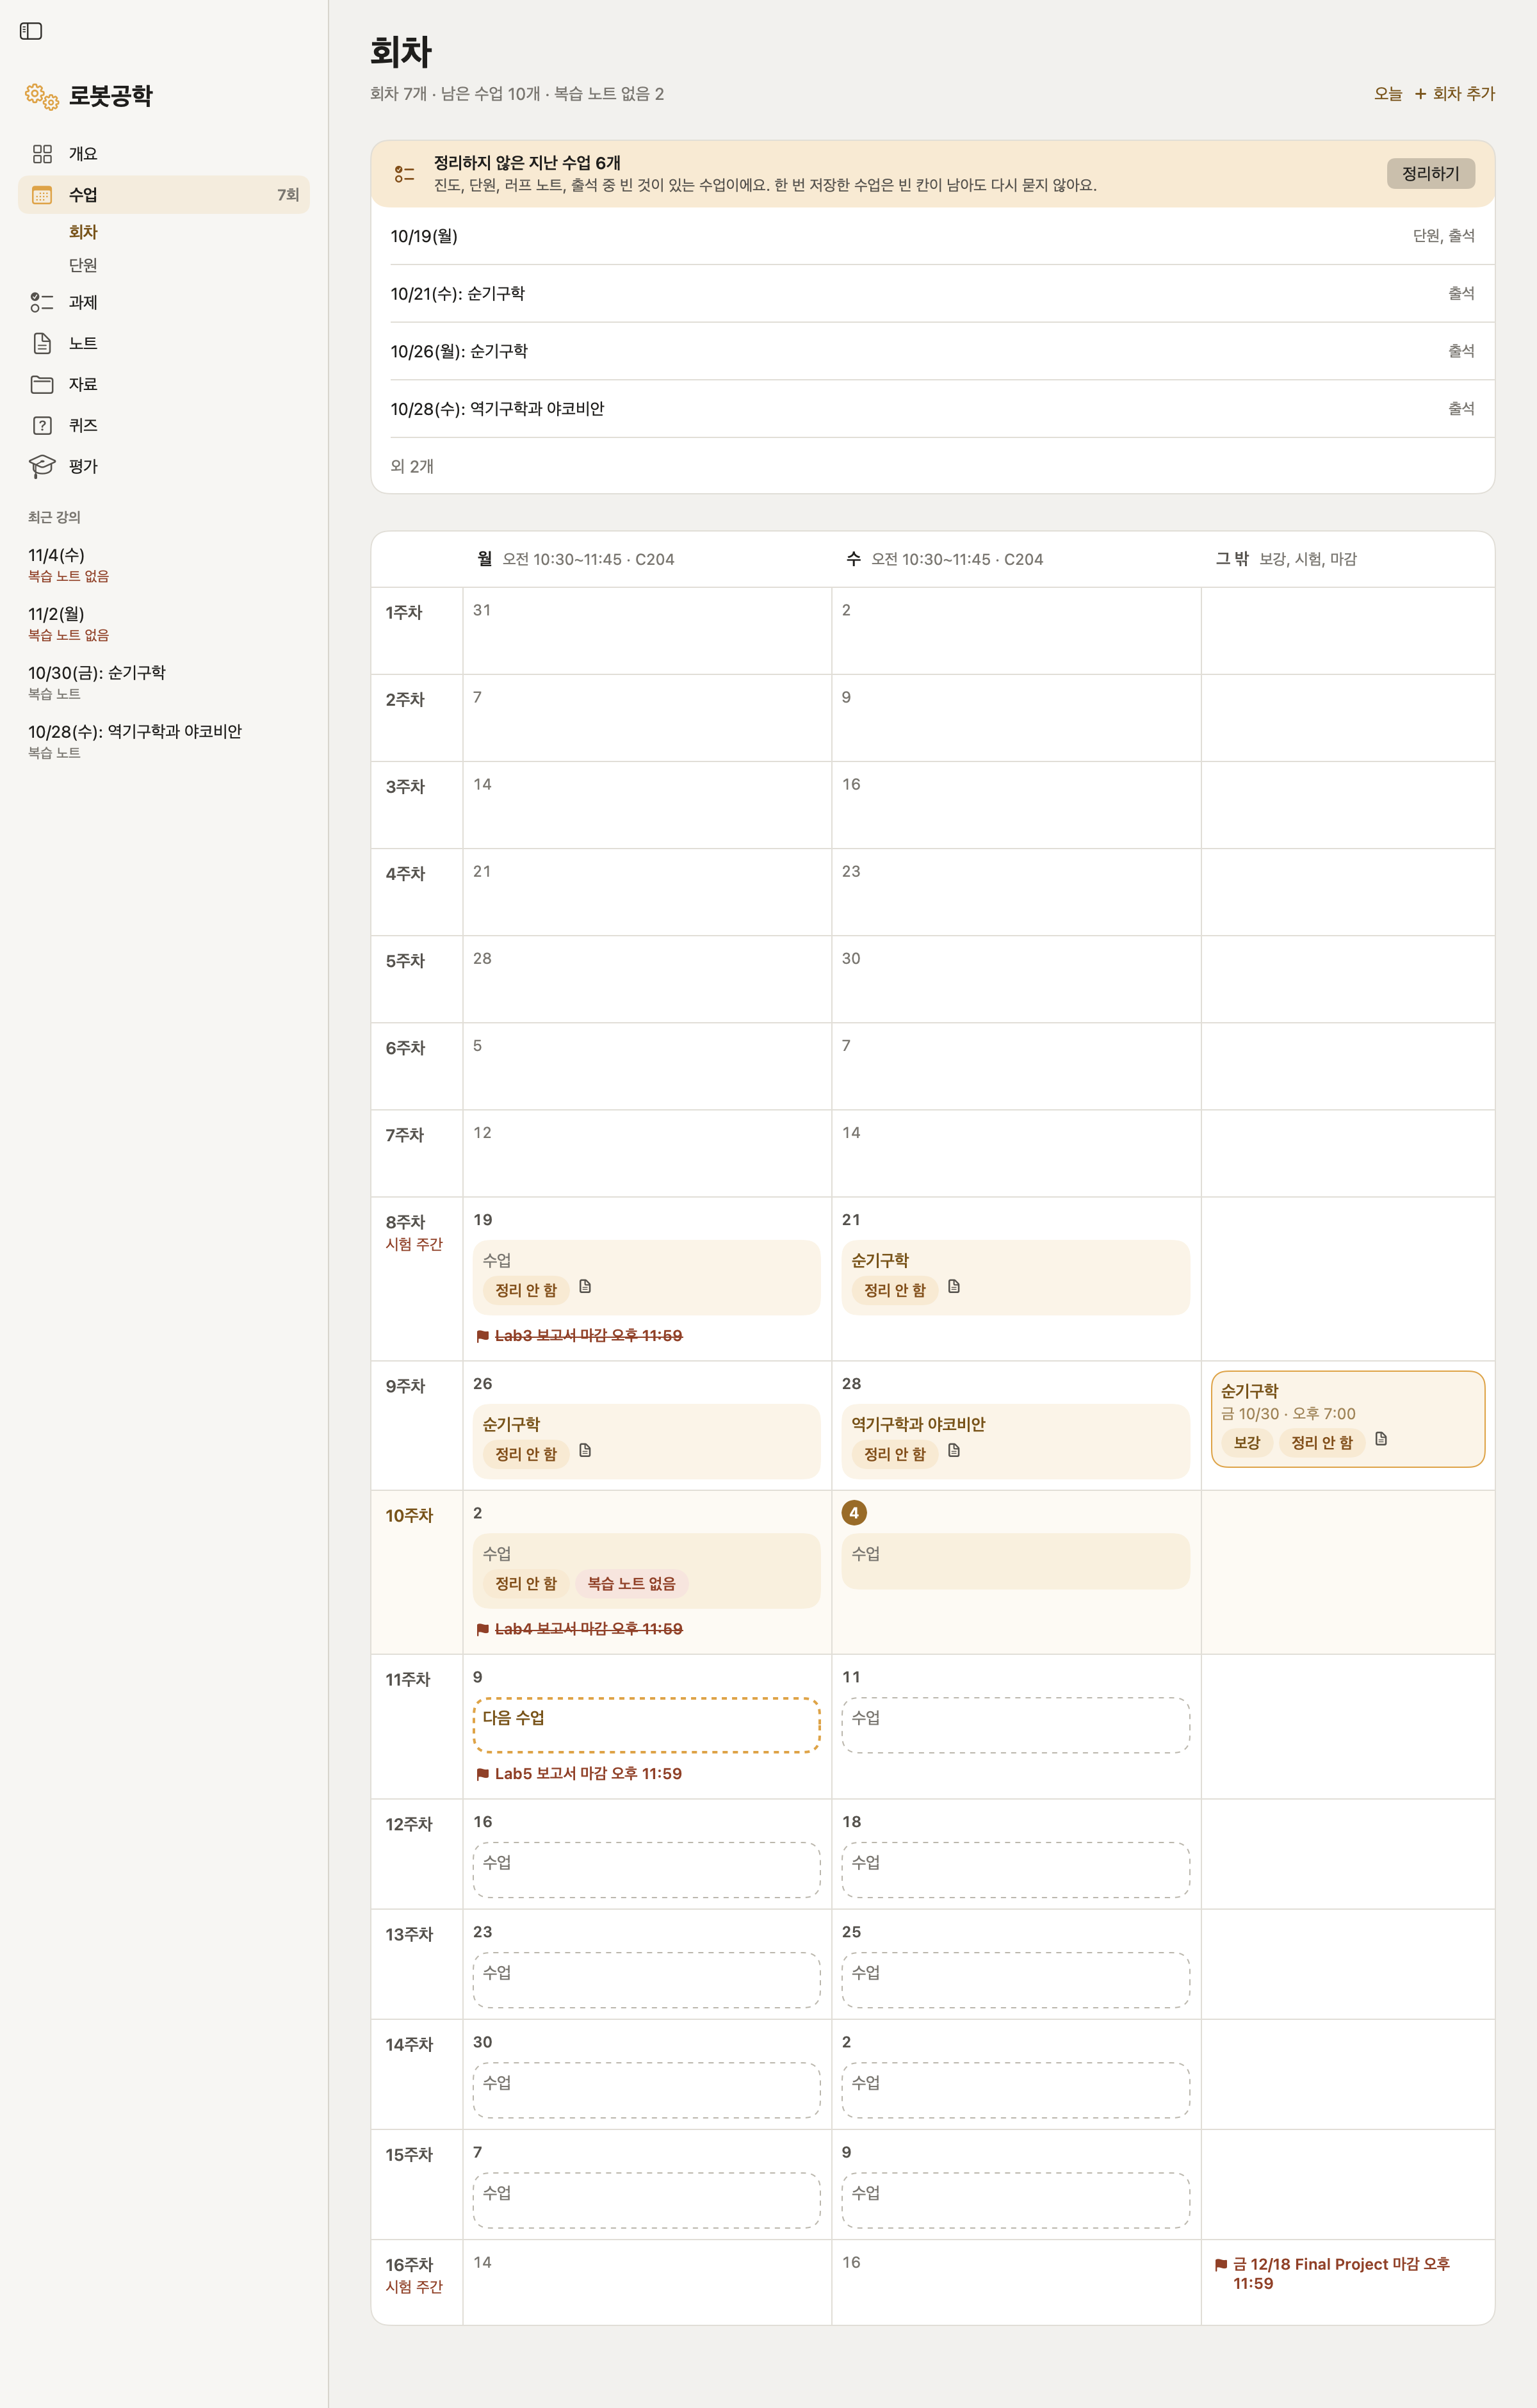 로봇공학
개요
수업 7회
회차
단원
과제
노트
자료
퀴즈
평가
최근 강의
11/4(수)
복습 노트 없음
11/2(월)
복습 노트 없음
10/30(금): 순기구학
복습 노트
10/28(수): 역기구학과 야코비안
복습 노트
회차
회차 7개 · 남은 수업 10개 · 복습 노트 없음 2
오늘 + 회차 추가
정리하지 않은 지난 수업 6개
진도, 단원, 러프 노트, 출석 중 빈 것이 있는 수업이에요. 한 번 저장한 수업은 빈 칸이 남아도 다시 묻지 않아요.
정리하기
10/19(월) 단원, 출석
10/21(수): 순기구학 출석
10/26(월): 순기구학 출석
10/28(수): 역기구학과 야코비안 출석
외 2개
월 오전 10:30~11:45 · C204 수 오전 10:30~11:45 · C204 그 밖 보강, 시험, 마감
1주차 31 2
2주차 7 9
3주차 14 16
4주차 21 23
5주차 28 30
6주차 5 7
7주차 12 14
8주차 19 21
시험 주간
수업 순기구학
정리 안 함 정리 안 함
Lab3 보고서 마감 오후 11:59
9주차 26 28
순기구학 역기구학과 야코비안
정리 안 함 정리 안 함
순기구학
금 10/30 · 오후 7:00
보강 정리 안 함
10주차 2 4
수업 수업
정리 안 함 복습 노트 없음
Lab4 보고서 마감 오후 11:59
11주차 9 11
다음 수업 수업
Lab5 보고서 마감 오후 11:59
12주차 16 18
수업 수업
13주차 23 25
수업 수업
14주차 30 2
수업 수업
15주차 7 9
수업 수업
16주차 14 16
시험 주간
금 12/18 Final Project 마감 오후
11:59